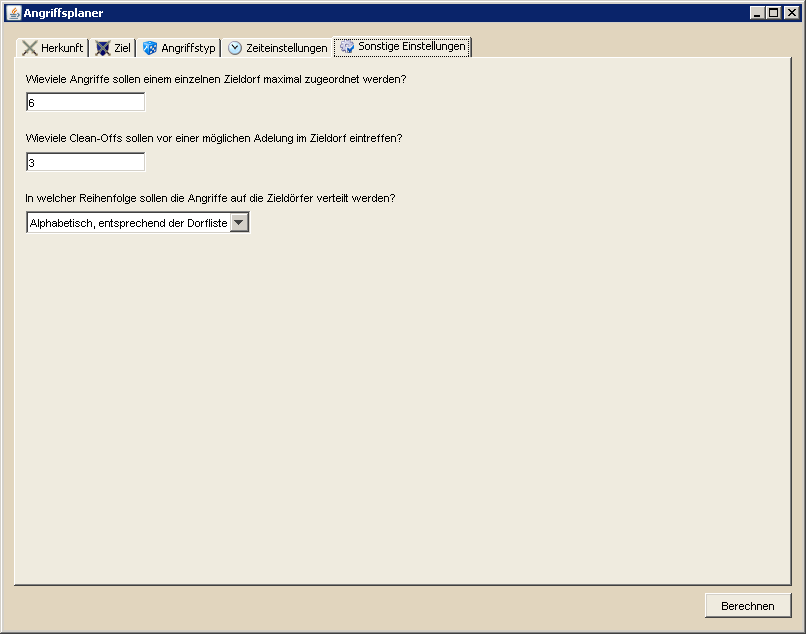 Angriffsplaner
Herkunft Ziel Angriffstyp Zeiteinstellungen Sonstige Einstellungen
Wieviele Angriffe sollen einem einzelnen Zieldorf maximal zugeordnet werden?
6
Wieviele Clean-Offs sollen vor einer möglichen Adelung im Zieldorf eintreffen?
3
In welcher Reihenfolge sollen die Angriffe auf die Zieldörfer verteilt werden?
Alphabetisch, entsprechend der Dorfliste
Berechnen